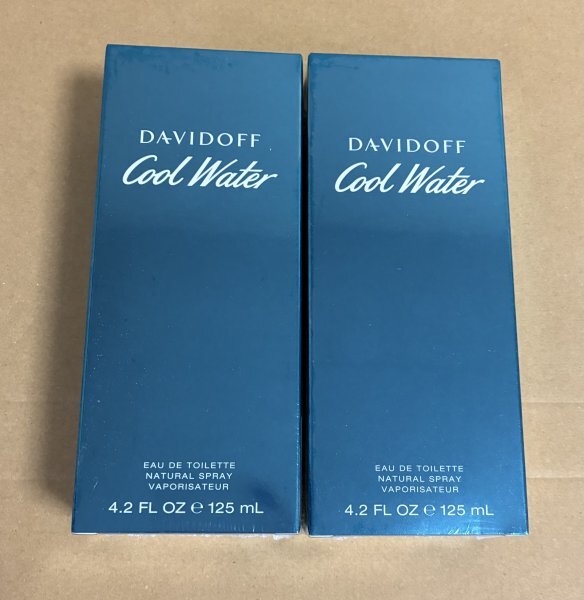 DAVIDOFF
Cool Water
EAU DE TOILETTE
NATURAL SPRAY
VAPORISATEUR
4.2 FL OZ ℮ 125 mL
DAVIDOFF
Cool Water
EAU DE TOILETTE
NATURAL SPRAY
VAPORISATEUR
4.2 FL OZ ℮ 125 mL